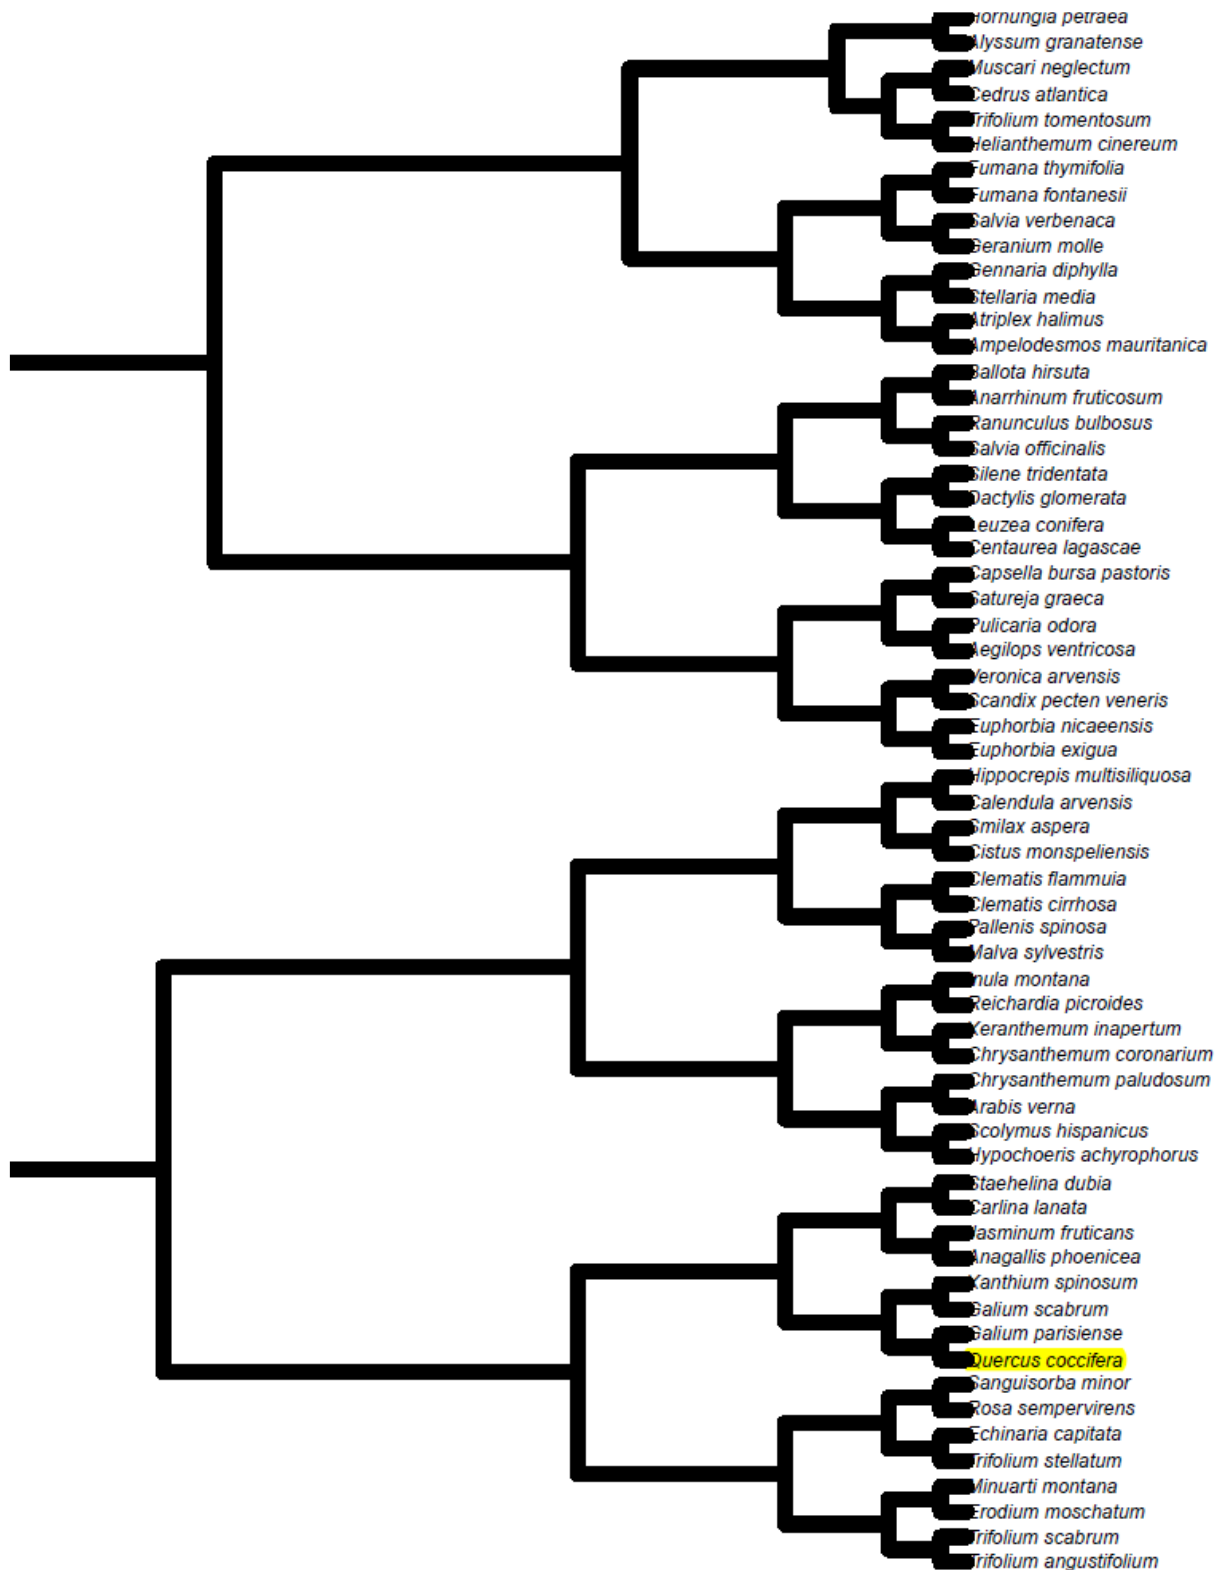 Hornungia petraea
Alyssum granatense
Muscari neglectum
Cedrus atlantica
Trifolium tomentosum
Helianthemum cinereum
Fumana thymifolia
Fumana fontanesii
Salvia verbenaca
Geranium molle
Gennaria diphylla
Stellaria media
Atriplex halimus
Ampelodesmos mauritanica
Ballota hirsuta
Anarrhinum fruticosum
Ranunculus bulbosus
Salvia officinalis
Silene tridentata
Dactylis glomerata
Leuzea conifera
Centaurea lagascae
Capsella bursa pastoris
Satureja graeca
Pulicaria odora
Aegilops ventricosa
Veronica arvensis
Scandix pecten veneris
Euphorbia nicaeensis
Euphorbia exigua
Hippocrepis multisiliquosa
Calendula arvensis
Smilax aspera
Cistus monspeliensis
Clematis flammuia
Clematis cirrhosa
Pallenis spinosa
Malva sylvestris
Inula montana
Reichardia picroides
Xeranthemum inapertum
Chrysanthemum coronarium
Chrysanthemum paludosum
Arabis verna
Scolymus hispanicus
Hypochoeris achyrophorus
Staehelina dubia
Carlina lanata
Jasminum fruticans
Anagallis phoenicea
Xanthium spinosum
Galium scabrum
Galium parisiense
Quercus coccifera
Sanguisorba minor
Rosa sempervirens
Echinaria capitata
Trifolium stellatum
Minuarti montana
Erodium moschatum
Trifolium scabrum
Trifolium angustifolium